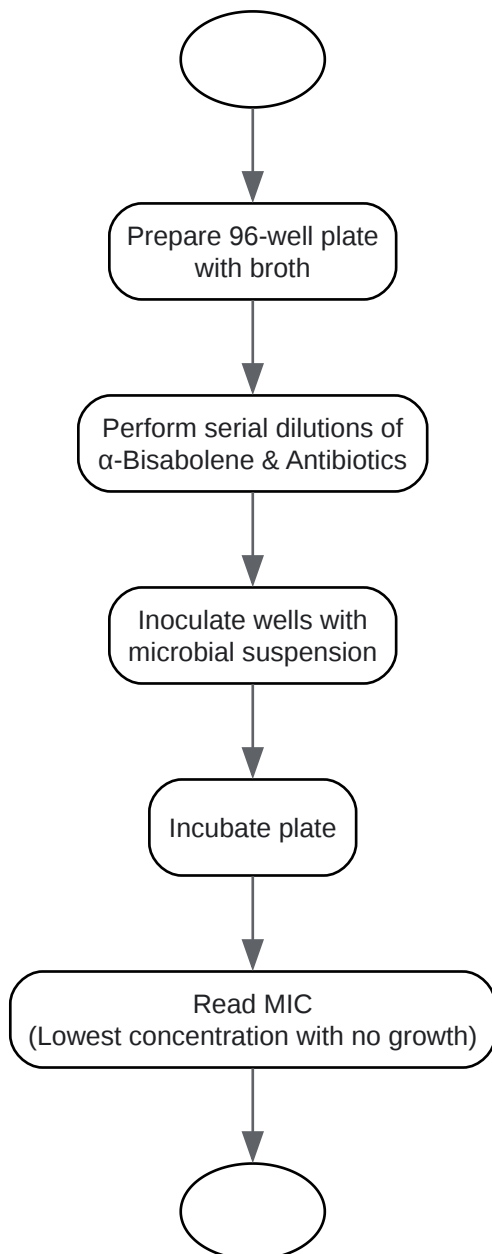 Prepare 96-well plate
with broth
Perform serial dilutions of
α-Bisabolene & Antibiotics
Inoculate wells with
microbial suspension
Incubate plate
Read MIC
(Lowest concentration with no growth)